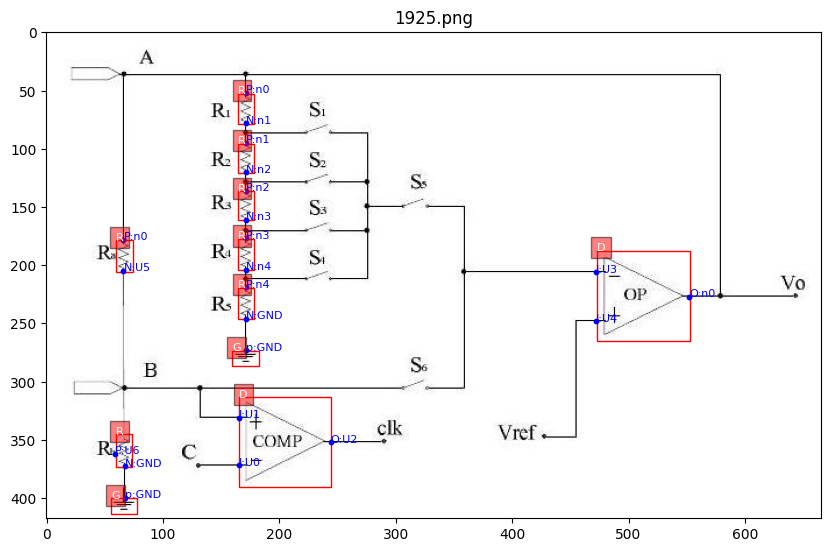 1925.png
A
R P:n0
R₁
N:n1
S₁
R P:n1
R₂
N:n2
S₂
R P:n2
R₃
N:n3
S₃
S₅
R P:n3
R₄
N:n4
S₄
R P:n4
R₅
N:GND
G p:GND
R P:n0
N:U5
D
I:U3
−
OP
O:n0
Vo
I:U4
+
B
S₆
D
I:U1
+
COMP
O:U2
clk
C
I:U0
−
Vref
R
P:U6
N:GND
G p:GND
0
50
100
150
200
250
300
350
400
0 100 200 300 400 500 600